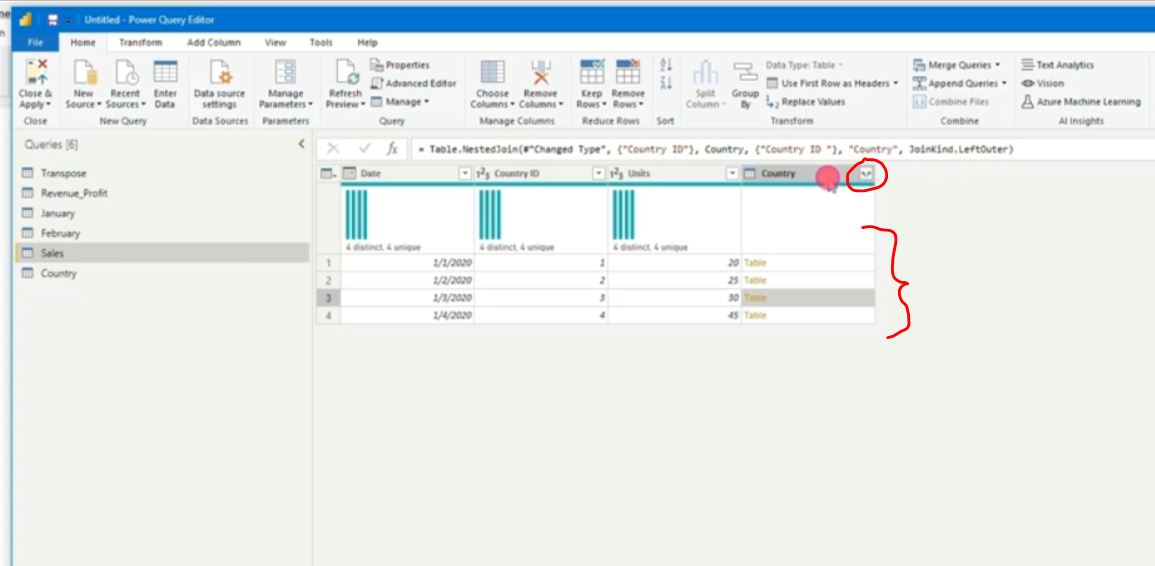 Untitled - Power Query Editor
File Home Transform Add Column View Tools Help
Close & Apply New Source Recent Sources Enter Data Data source settings Manage Parameters Refresh Preview Properties Advanced Editor Manage Choose Columns Remove Columns Keep Rows Remove Rows Split Column Group By Data Type: Table Use First Row as Headers Replace Values Merge Queries Append Queries Combine Files Text Analytics Vision Azure Machine Learning
Close New Query Data Sources Parameters Query Manage Columns Reduce Rows Sort Transform Combine AI Insights
Queries [6]
fx = Table.NestedJoin(#"Changed Type", {"Country ID"}, Country, {"Country ID "}, "Country", JoinKind.LeftOuter)
Transpose
Revenue_Profit
January
February
Sales
Country
Date 123 Country ID 123 Units Country
4 distinct, 4 unique 4 distinct, 4 unique 4 distinct, 4 unique
1 1/1/2020 1 20 Table
2 1/2/2020 2 25 Table
3 1/3/2020 3 30 Table
4 1/4/2020 4 45 Table